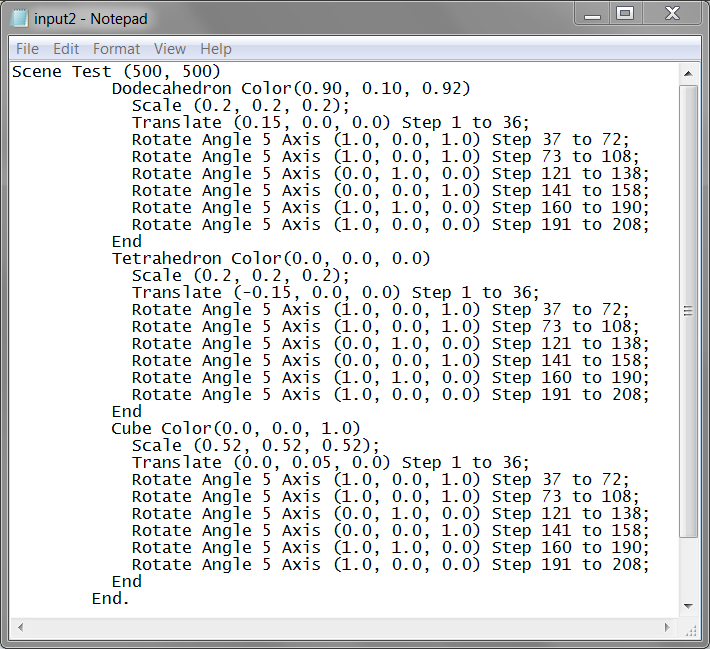 input2 - Notepad
File Edit Format View Help
Scene Test (500, 500)
Dodecahedron Color(0.90, 0.10, 0.92)
Scale (0.2, 0.2, 0.2);
Translate (0.15, 0.0, 0.0) Step 1 to 36;
Rotate Angle 5 Axis (1.0, 0.0, 1.0) Step 37 to 72;
Rotate Angle 5 Axis (1.0, 0.0, 1.0) Step 73 to 108;
Rotate Angle 5 Axis (0.0, 1.0, 0.0) Step 121 to 138;
Rotate Angle 5 Axis (0.0, 0.0, 1.0) Step 141 to 158;
Rotate Angle 5 Axis (1.0, 1.0, 0.0) Step 160 to 190;
Rotate Angle 5 Axis (1.0, 0.0, 0.0) Step 191 to 208;
End
Tetrahedron Color(0.0, 0.0, 0.0)
Scale (0.2, 0.2, 0.2);
Translate (-0.15, 0.0, 0.0) Step 1 to 36;
Rotate Angle 5 Axis (1.0, 0.0, 1.0) Step 37 to 72;
Rotate Angle 5 Axis (1.0, 0.0, 1.0) Step 73 to 108;
Rotate Angle 5 Axis (0.0, 1.0, 0.0) Step 121 to 138;
Rotate Angle 5 Axis (0.0, 0.0, 1.0) Step 141 to 158;
Rotate Angle 5 Axis (1.0, 1.0, 0.0) Step 160 to 190;
Rotate Angle 5 Axis (1.0, 0.0, 0.0) Step 191 to 208;
End
Cube Color(0.0, 0.0, 1.0)
Scale (0.52, 0.52, 0.52);
Translate (0.0, 0.05, 0.0) Step 1 to 36;
Rotate Angle 5 Axis (1.0, 0.0, 1.0) Step 37 to 72;
Rotate Angle 5 Axis (1.0, 0.0, 1.0) Step 73 to 108;
Rotate Angle 5 Axis (0.0, 1.0, 0.0) Step 121 to 138;
Rotate Angle 5 Axis (0.0, 0.0, 1.0) Step 141 to 158;
Rotate Angle 5 Axis (1.0, 1.0, 0.0) Step 160 to 190;
Rotate Angle 5 Axis (1.0, 0.0, 0.0) Step 191 to 208;
End
End.